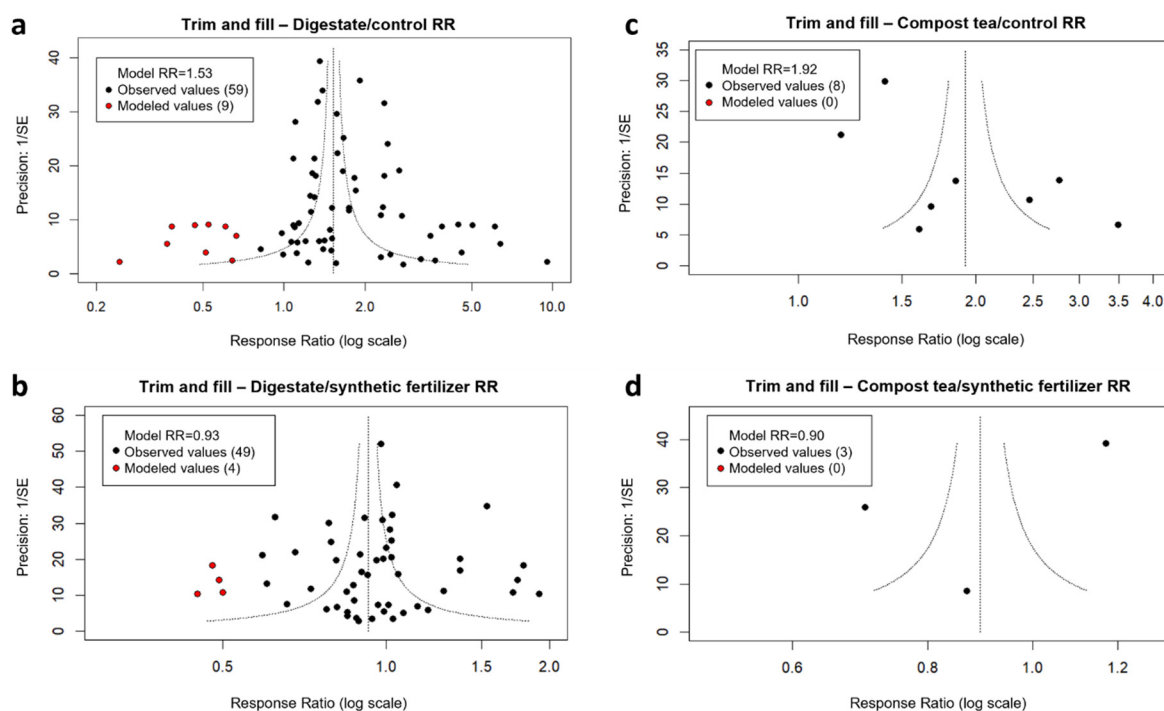 a
Trim and fill – Digestate/control RR
Model RR=1.53
Observed values (59)
Modeled values (9)
Precision: 1/SE
40
30
20
10
0
0.2 0.5 1.0 2.0 5.0 10.0
Response Ratio (log scale)
c
Trim and fill – Compost tea/control RR
Model RR=1.92
Observed values (8)
Modeled values (0)
Precision: 1/SE
35
30
25
20
15
10
5
0
1.0 1.5 2.0 2.5 3.0 3.5 4.0
Response Ratio (log scale)
b
Trim and fill – Digestate/synthetic fertilizer RR
Model RR=0.93
Observed values (49)
Modeled values (4)
Precision: 1/SE
60
50
40
30
20
10
0
0.5 1.0 1.5 2.0
Response Ratio (log scale)
d
Trim and fill – Compost tea/synthetic fertilizer RR
Model RR=0.90
Observed values (3)
Modeled values (0)
Precision: 1/SE
40
30
20
10
0
0.6 0.8 1.0 1.2
Response Ratio (log scale)